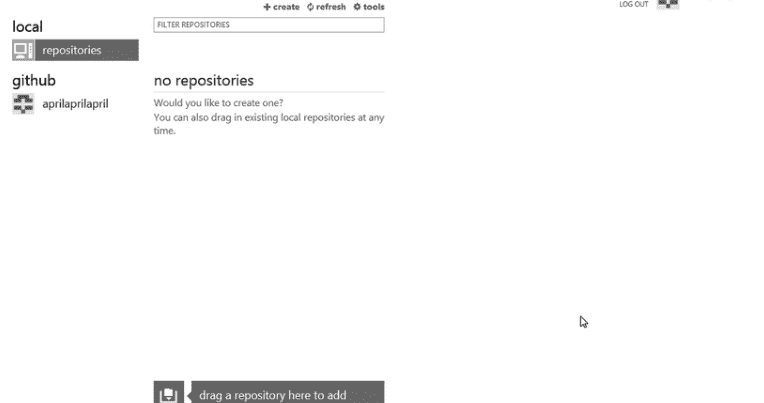 create refresh tools
LOG OUT
local
FILTER REPOSITORIES
repositories
github
aprilaprilapril
no repositories
Would you like to create one?
You can also drag in existing local repositories at any
time.
drag a repository here to add